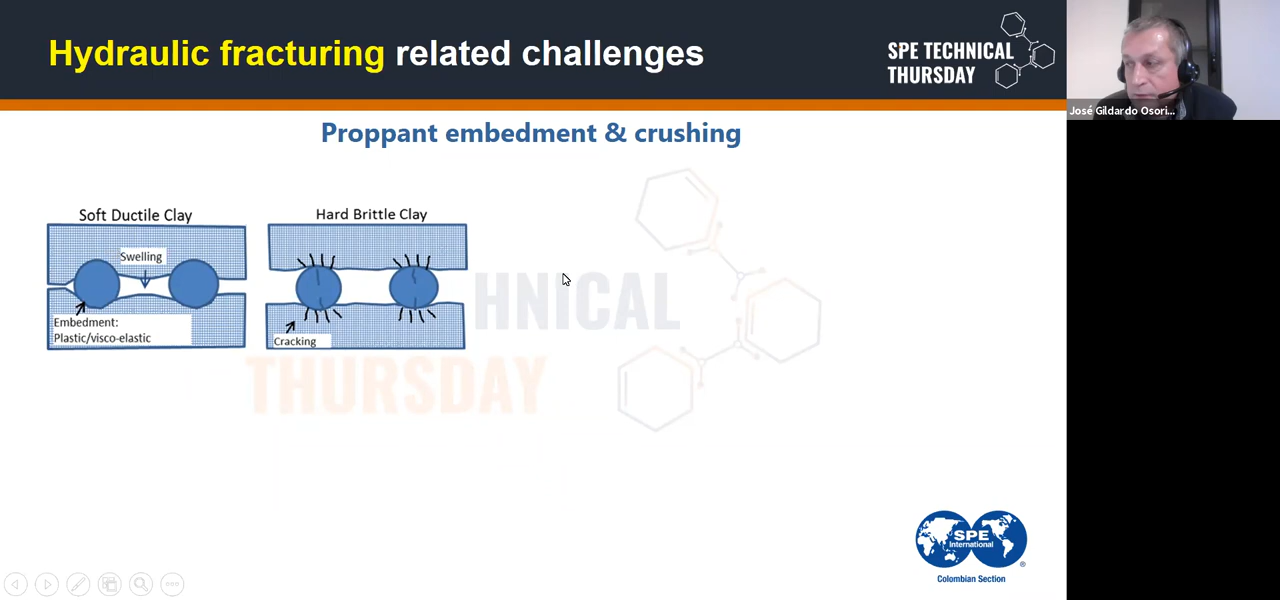 Hydraulic fracturing related challenges
SPE TECHNICAL
THURSDAY
José Gildardo Osori...
Proppant embedment & crushing
Soft Ductile Clay
Hard Brittle Clay
Swelling
Embedment:
Plastic/visco-elastic
Cracking
HNICAL
THURSDAY
SPE
International
®
Colombian Section